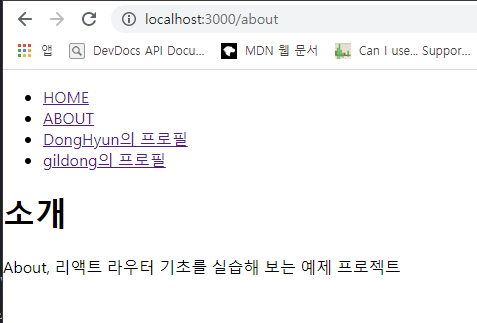 localhost:3000/about
앱 DevDocs API Docu... MDN 웹 문서 Can I use... Suppor...
HOME
ABOUT
DongHyun의 프로필
gildong의 프로필
소개
About, 리액트 라우터 기초를 실습해 보는 예제 프로젝트